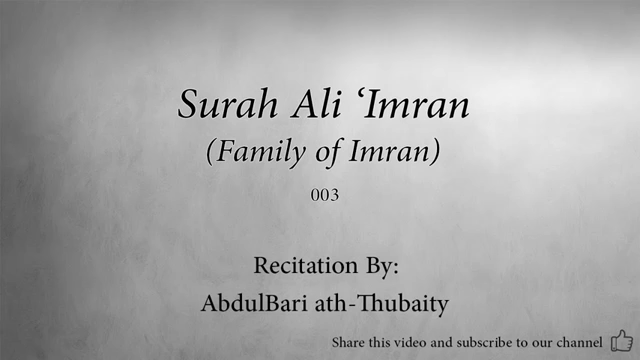 Surah Ali ‘Imran
(Family of Imran)
003
Recitation By:
AbdulBari ath-Thubaity
Share this video and subscribe to our channel